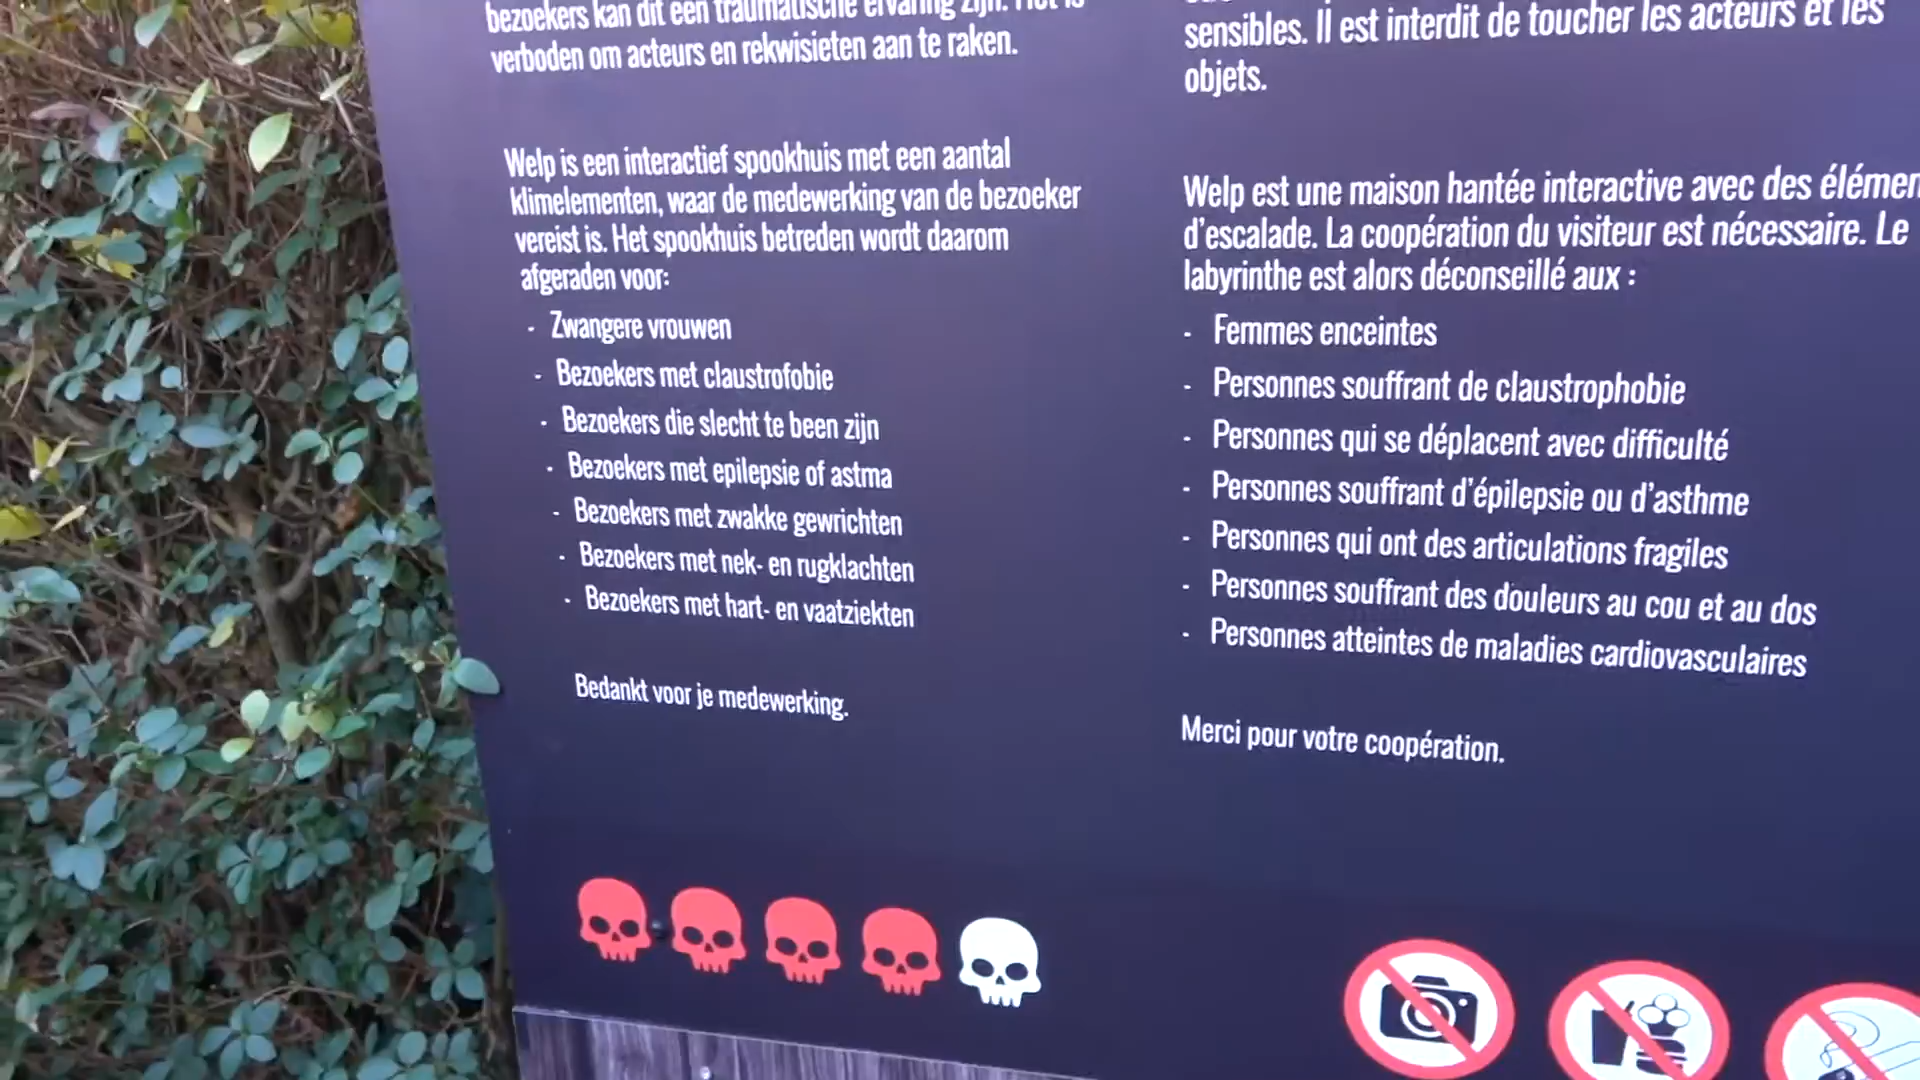 bezoekers kan dit een traumatische ervaring zijn. Het is
verboden om acteurs en rekwisieten aan te raken.
Welp is een interactief spookhuis met een aantal
klimelementen, waar de medewerking van de bezoeker
vereist is. Het spookhuis betreden wordt daarom
afgeraden voor:
- Zwangere vrouwen
- Bezoekers met claustrofobie
- Bezoekers die slecht te been zijn
- Bezoekers met epilepsie of astma
- Bezoekers met zwakke gewrichten
- Bezoekers met nek- en rugklachten
- Bezoekers met hart- en vaatziekten
Bedankt voor je medewerking.
sensibles. Il est interdit de toucher les acteurs et les
objets.
Welp est une maison hantée interactive avec des élémen
d'escalade. La coopération du visiteur est nécessaire. Le
labyrinthe est alors déconseillé aux :
- Femmes enceintes
- Personnes souffrant de claustrophobie
- Personnes qui se déplacent avec difficulté
- Personnes souffrant d'épilepsie ou d'asthme
- Personnes qui ont des articulations fragiles
- Personnes souffrant des douleurs au cou et au dos
- Personnes atteintes de maladies cardiovasculaires
Merci pour votre coopération.